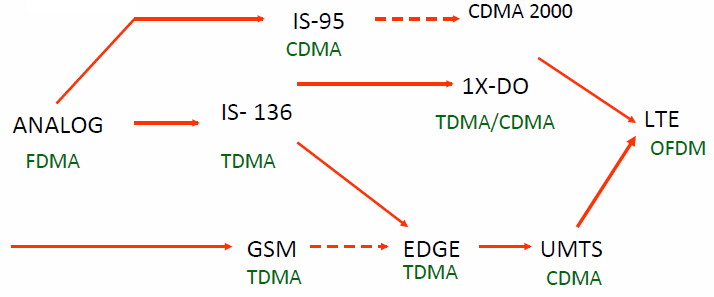 IS-95
CDMA
CDMA 2000
ANALOG
FDMA
IS- 136
TDMA
1X-DO
TDMA/CDMA
LTE
OFDM
GSM
TDMA
EDGE
TDMA
UMTS
CDMA